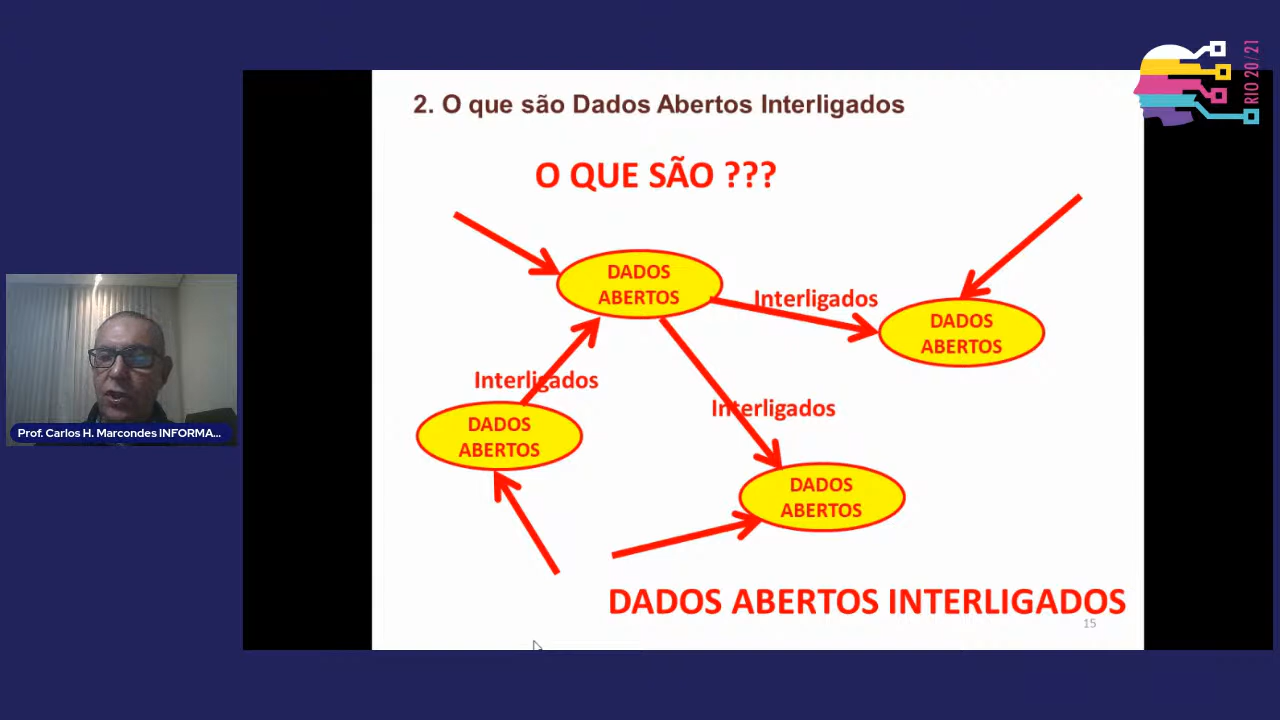 RIO 20/21
2. O que são Dados Abertos Interligados
O QUE SÃO ???
DADOS
ABERTOS
Interligados
DADOS
ABERTOS
Interligados
Interligados
DADOS
ABERTOS
DADOS
ABERTOS
DADOS ABERTOS INTERLIGADOS
15
Prof. Carlos H. Marcondes INFORMA...